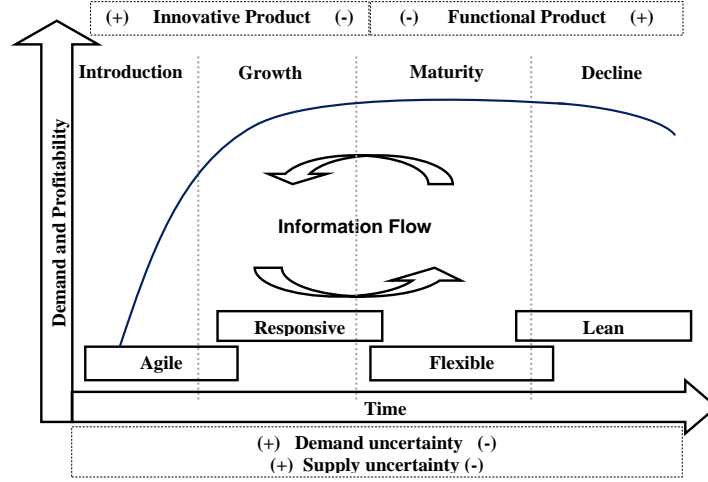 (+) Innovative Product (-) (-) Functional Product (+)
Introduction Growth Maturity Decline
Demand and Profitability
Information Flow
Responsive Lean
Agile Flexible
Time
(+) Demand uncertainty (-)
(+) Supply uncertainty (-)